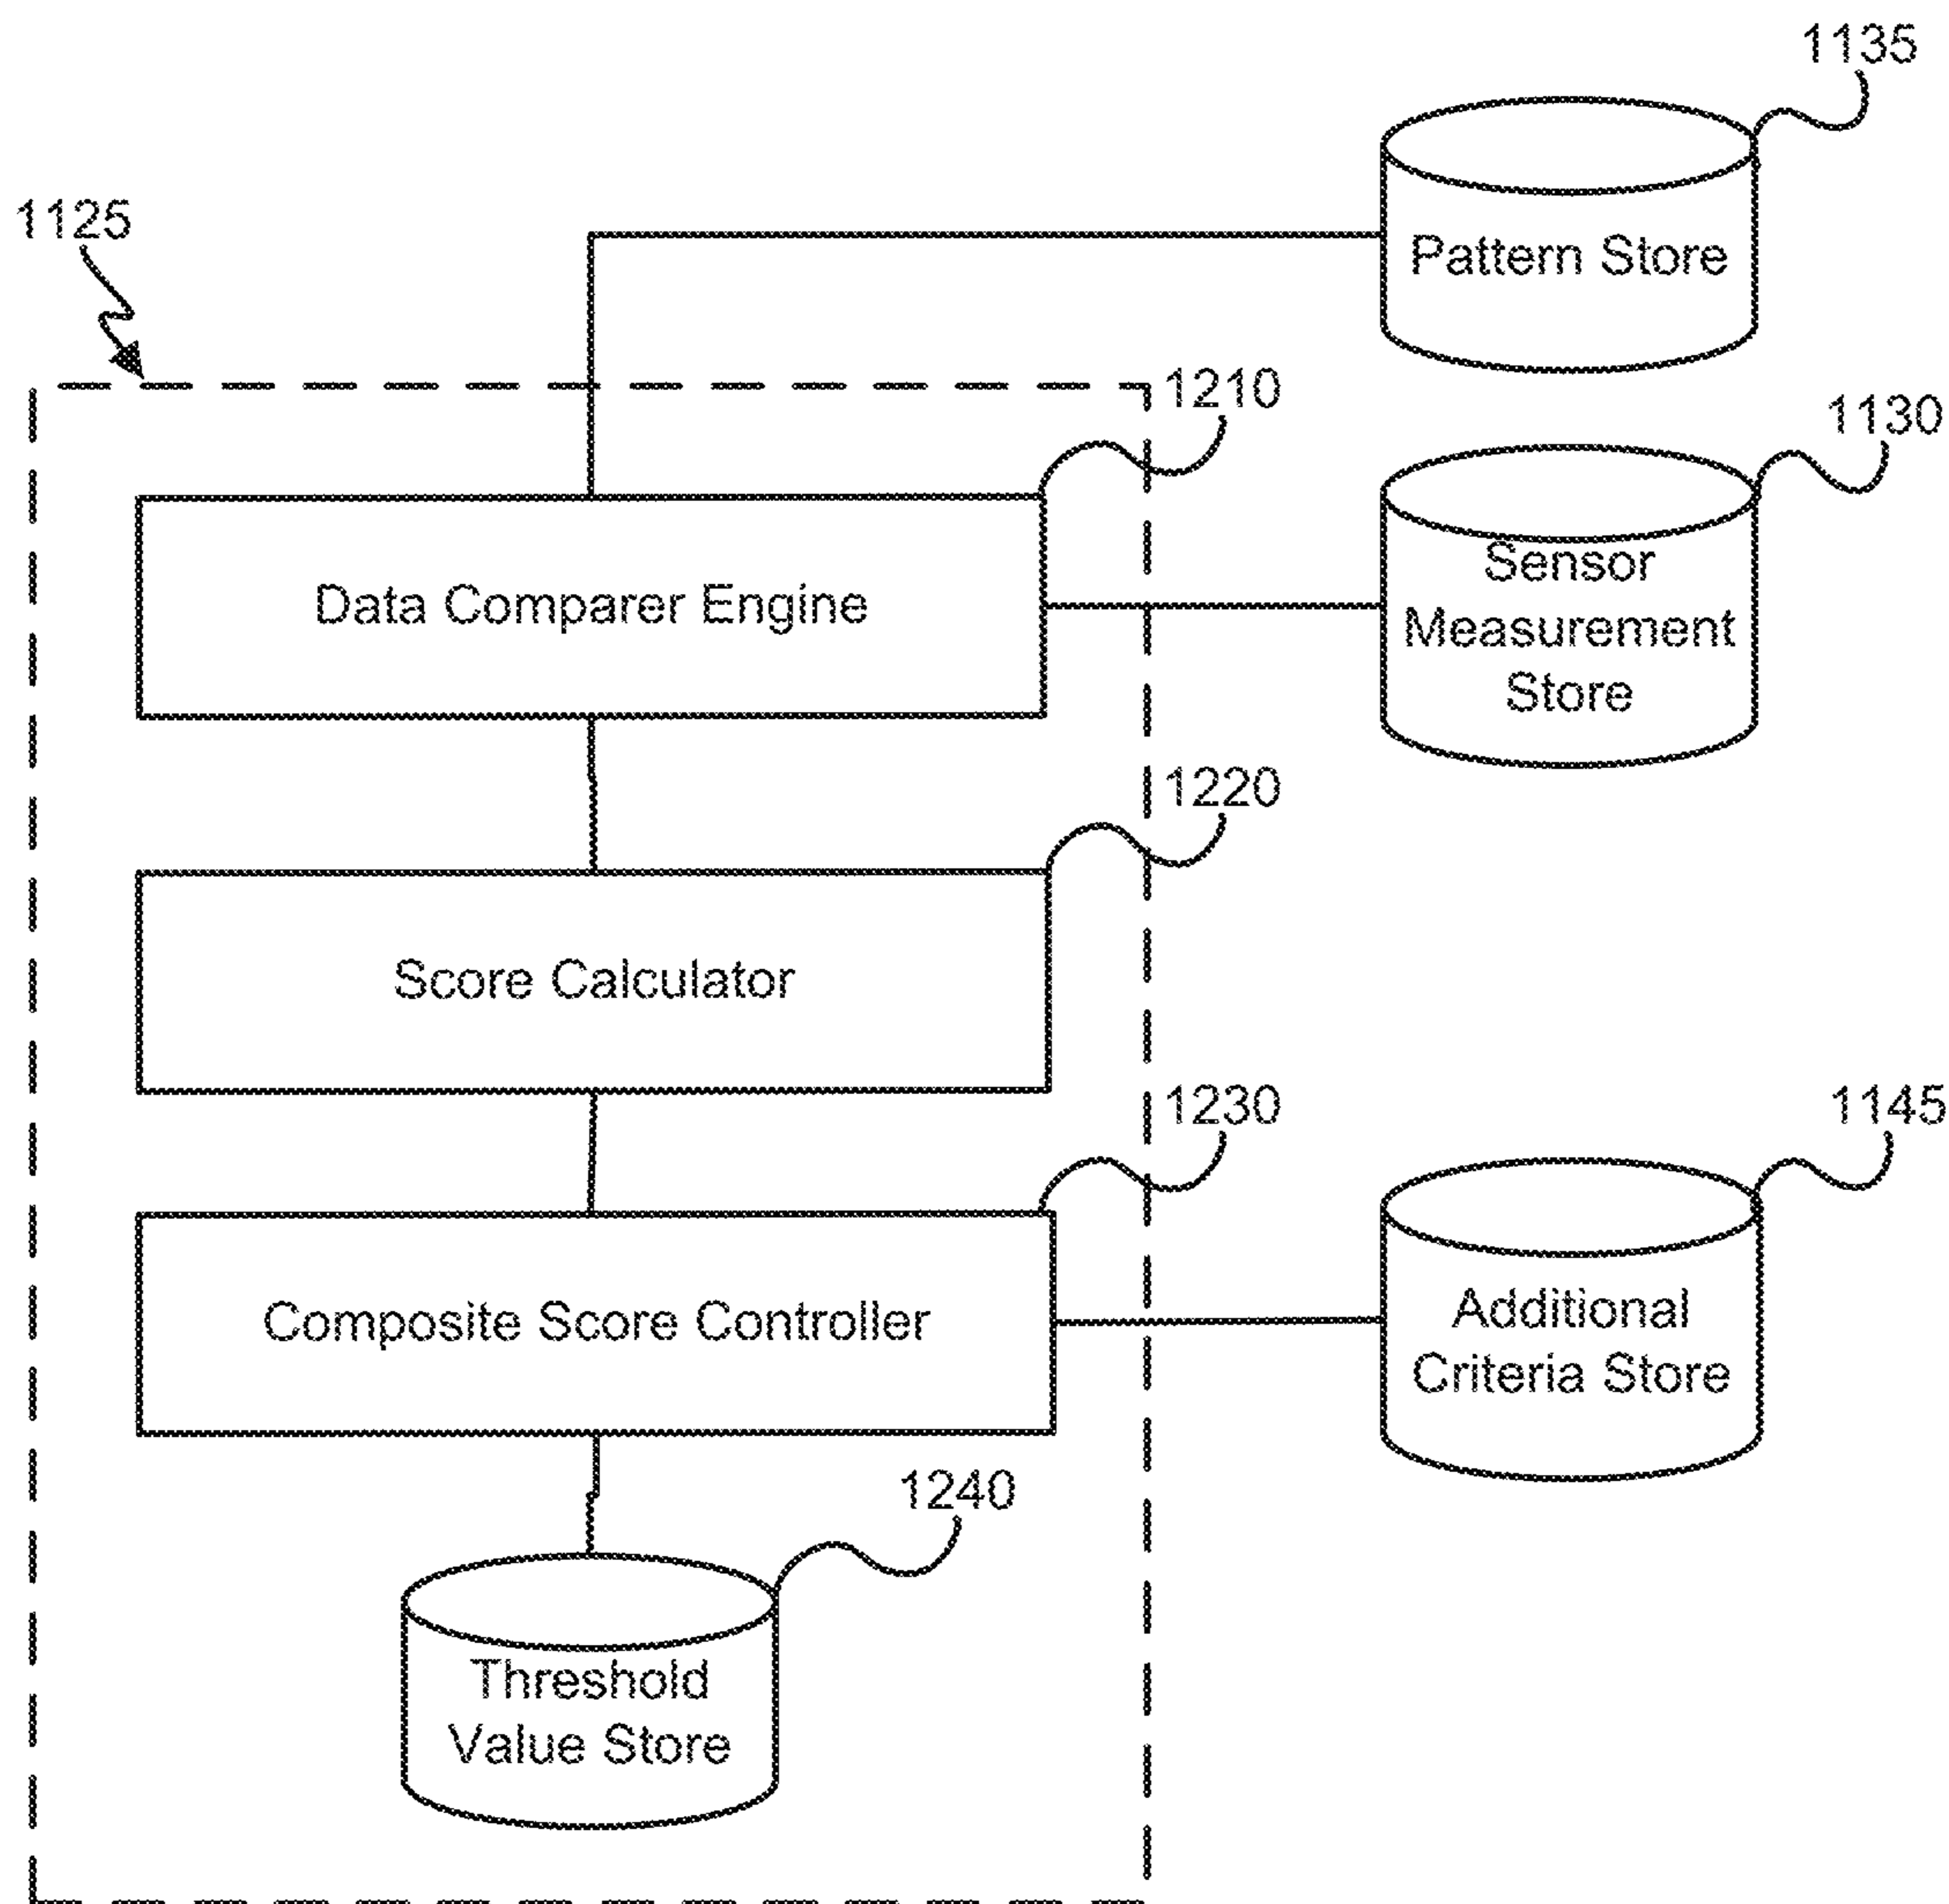 1135
Pattern Store
1125
1210
1130
Data Comparer Engine
Sensor
Measurement
Store
1220
Score Calculator
1230
1145
Composite Score Controller
Additional
Criteria Store
1240
Threshold
Value Store